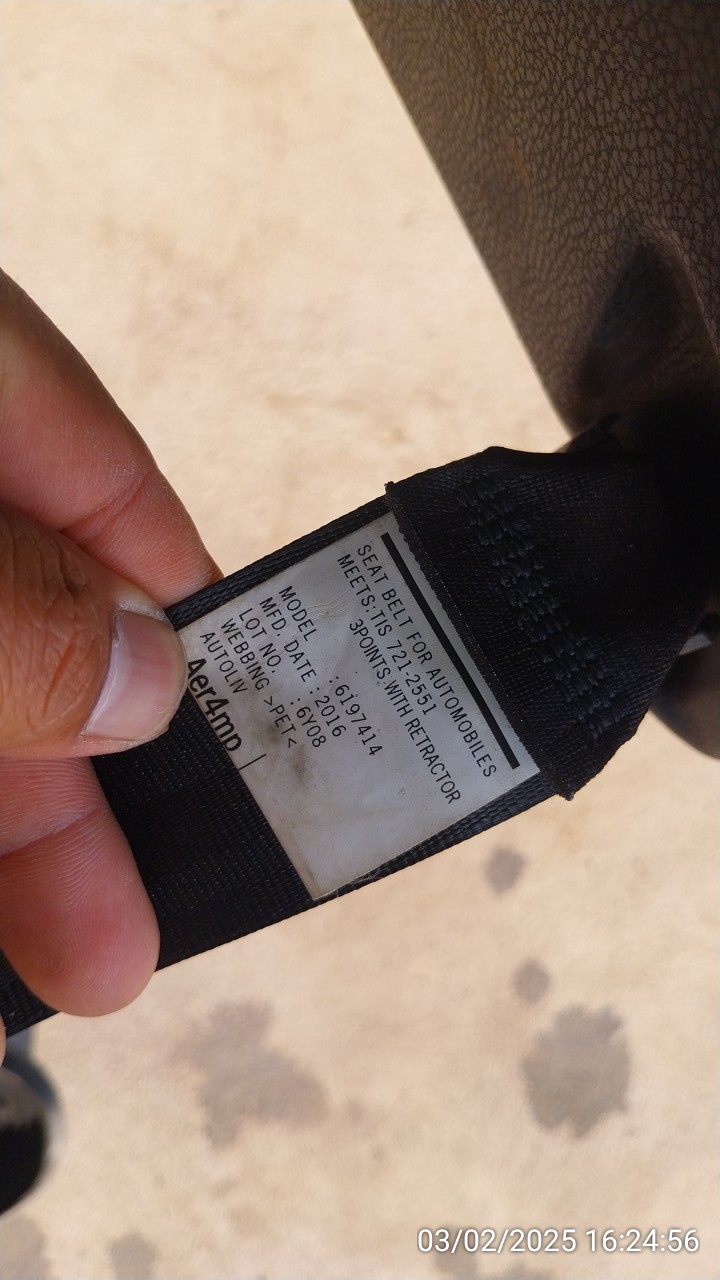 SEAT BELT FOR AUTOMOBILES
MEETS:TIS 721-2551
3POINTS WITH RETRACTOR
MODEL :6197414
MFD. DATE : 2016
LOT NO. : 6Y08
WEBBING >PET<
AUTOLIV
Aer4mp
03/02/2025 16:24:56